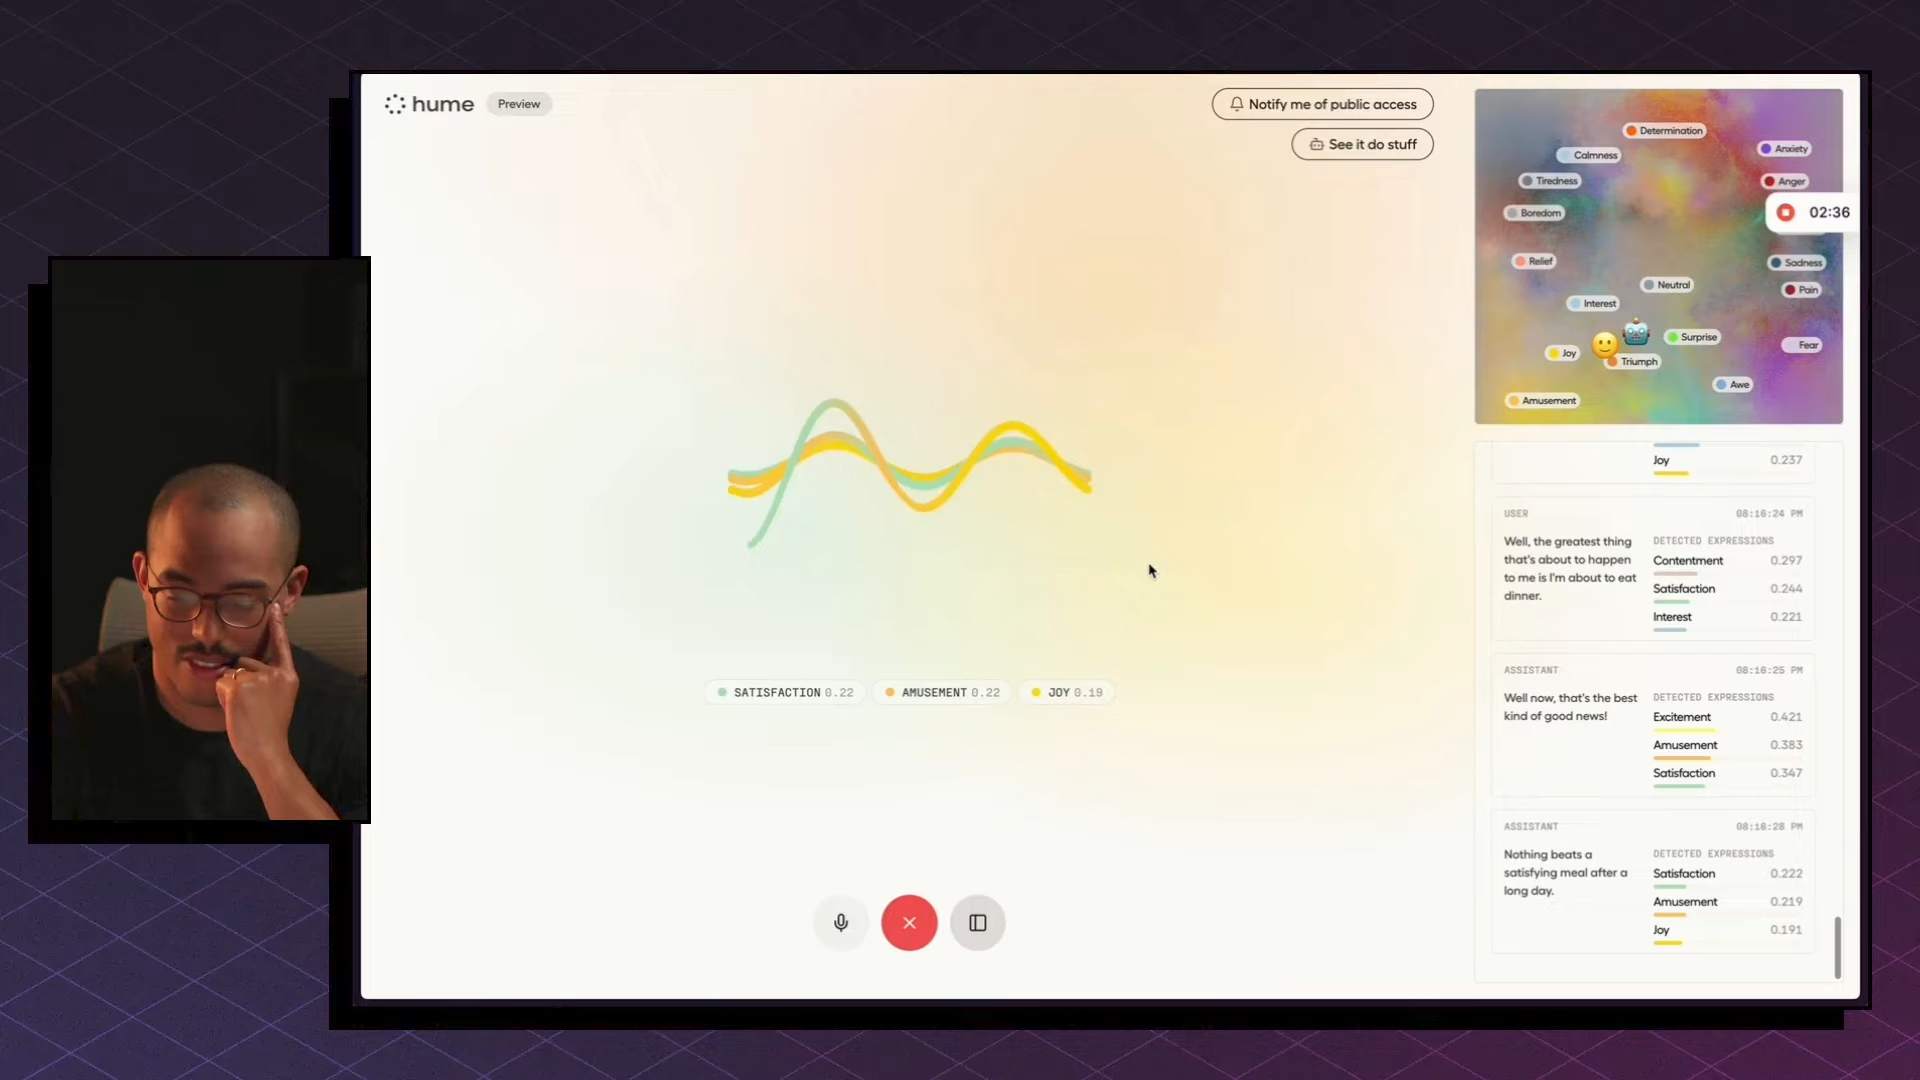 hume
Preview
Notify me of public access
See it do stuff
Determination
Calmness
Anxiety
Tiredness
Anger
Boredom
02:36
Relief
Sadness
Neutral
Pain
Interest
Surprise
Joy
Fear
Triumph
Awe
Amusement
SATISFACTION 0.22
AMUSEMENT 0.22
JOY 0.19
Joy 0.237
USER 08:16:24 PM
Well, the greatest thing
that's about to happen
to me is I'm about to eat
dinner.
DETECTED EXPRESSIONS
Contentment 0.297
Satisfaction 0.244
Interest 0.221
ASSISTANT 08:16:25 PM
Well now, that's the best
kind of good news!
DETECTED EXPRESSIONS
Excitement 0.421
Amusement 0.383
Satisfaction 0.347
ASSISTANT 08:16:28 PM
Nothing beats a
satisfying meal after a
long day.
DETECTED EXPRESSIONS
Satisfaction 0.222
Amusement 0.219
Joy 0.191